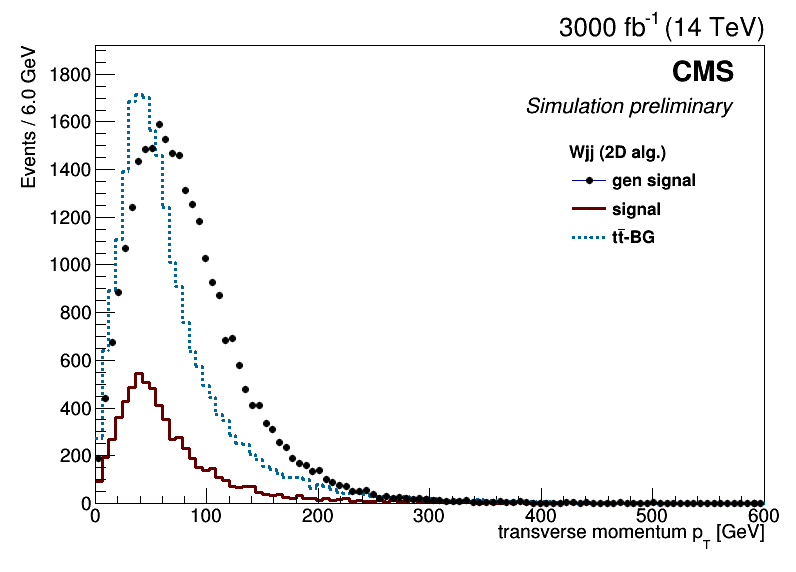 3000 fb-1 (14 TeV)
CMS
Simulation preliminary
Wjj (2D alg.)
gen signal
signal
tt̄-BG
Events / 6.0 GeV
1800
1600
1400
1200
1000
800
600
400
200
0
0 100 200 300 400 500 600
transverse momentum pT [GeV]